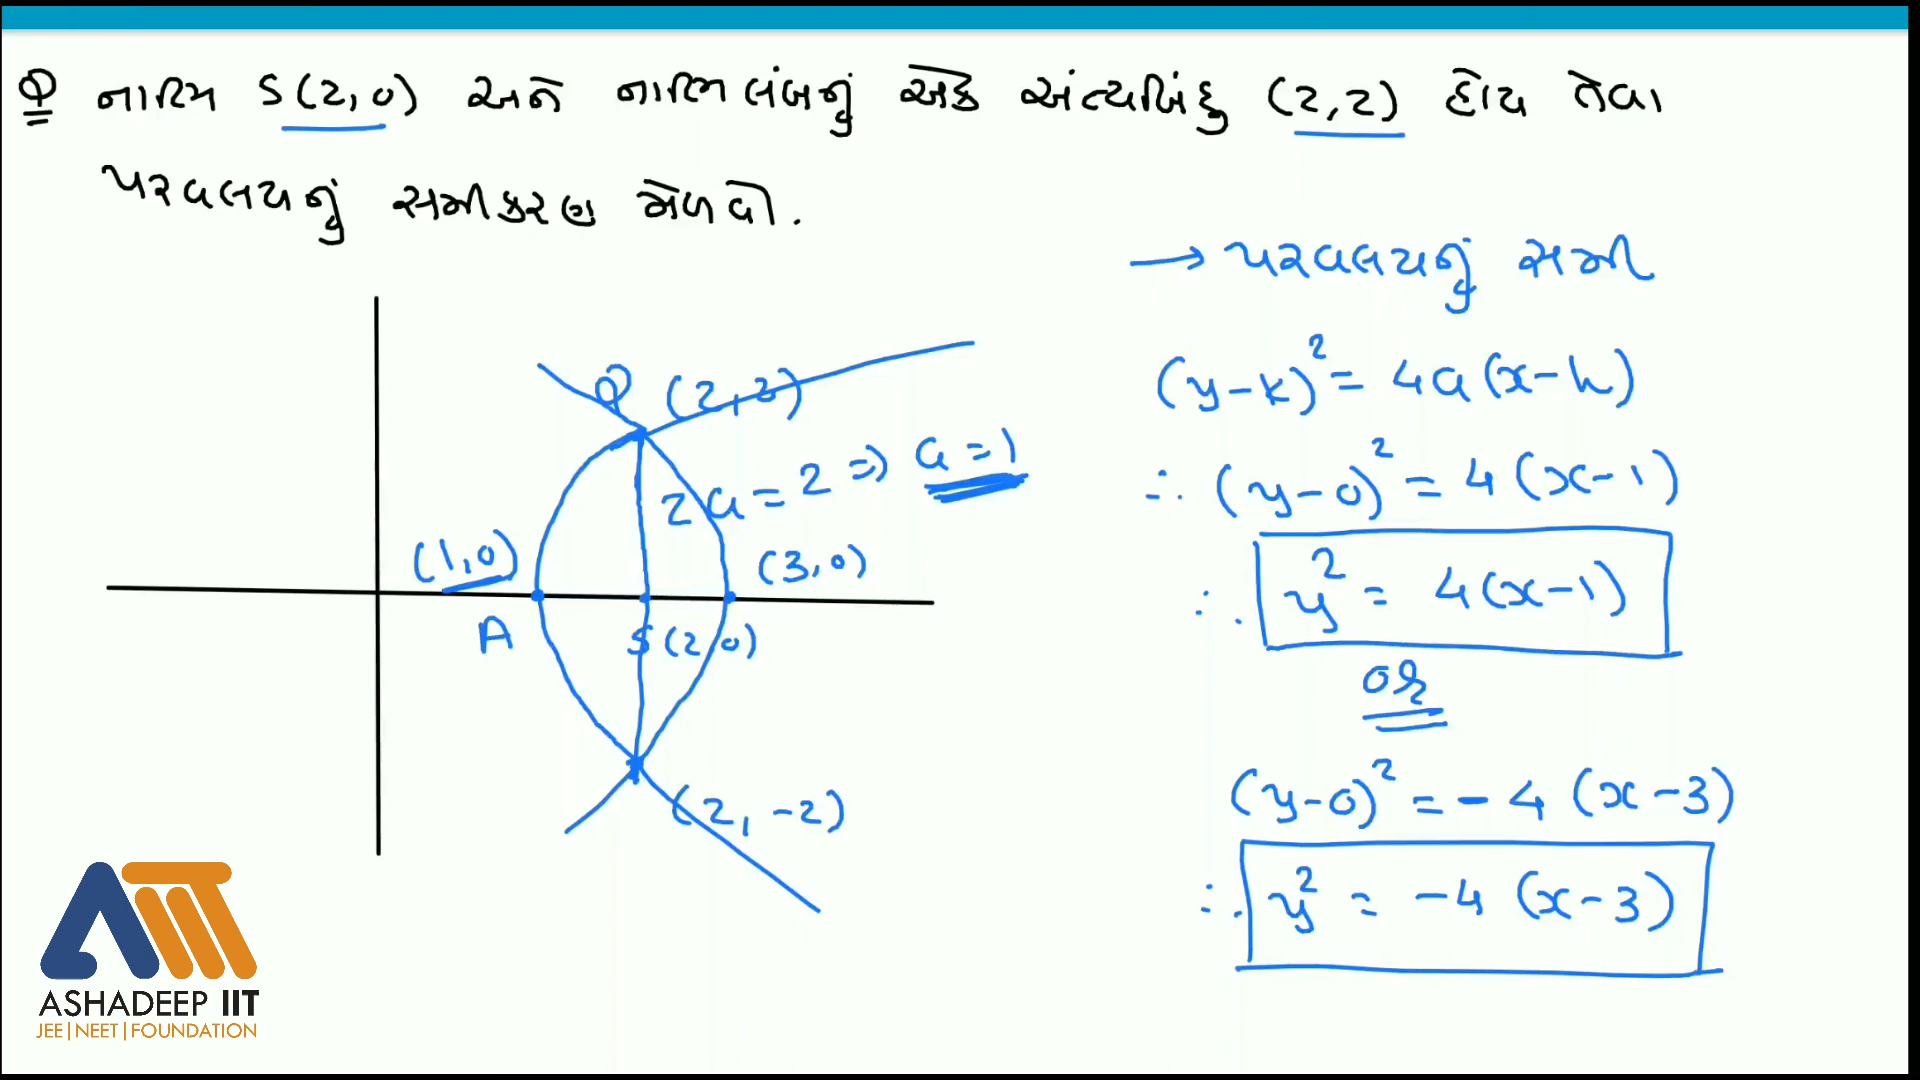 Q નાભિ S(2,0) અને નાભિલંબનું એક અંત્યબિંદુ (2,2) હોય તેવા
પરવલયનું સમીકરણ મેળવો.
→ પરવલયનું સમી
(y-k)² = 4a(x-h)
∴ (y-0)² = 4(x-1)
∴ y² = 4(x-1)
or
(y-0)² = -4(x-3)
∴ y² = -4(x-3)
(2,2)
2a = 2 ⇒ a = 1
(1,0)
(3,0)
A
S(2,0)
(2,-2)
ASHADEEP IIT
JEE|NEET|FOUNDATION